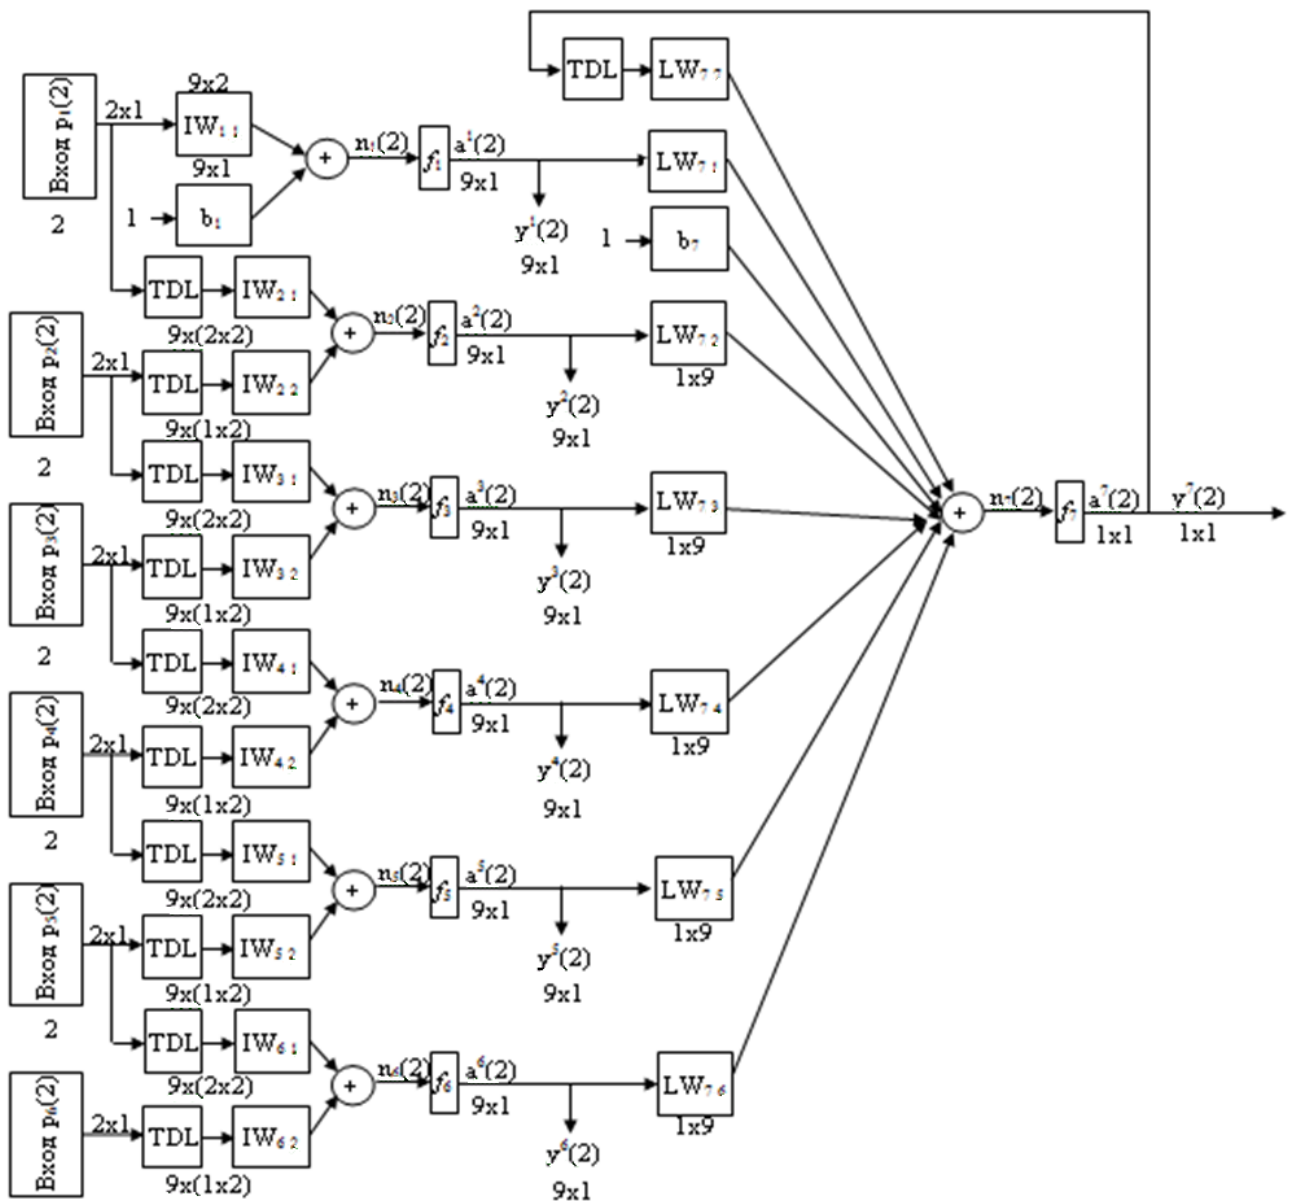 TDL
LW₇ ₇
9x2
Вход p₁(2)
2x1
IW₁ ₁
9x1
2
1
b₁
+
n₁(2)
f₁
a¹(2)
9x1
y¹(2)
9x1
LW₇ ₁
1
b₇
TDL
IW₂ ₁
9x(2x2)
Вход p₂(2)
2x1
TDL
IW₂ ₂
9x(1x2)
2
+
n₂(2)
f₂
a²(2)
9x1
y²(2)
9x1
LW₇ ₂
1x9
TDL
IW₃ ₁
9x(2x2)
Вход p₃(2)
2x1
TDL
IW₃ ₂
9x(1x2)
2
+
n₃(2)
f₃
a³(2)
9x1
y³(2)
9x1
LW₇ ₃
1x9
+
n₇(2)
f₇
a⁷(2)
1x1
y⁷(2)
1x1
TDL
IW₄ ₁
9x(2x2)
Вход p₄(2)
2x1
TDL
IW₄ ₂
9x(1x2)
2
+
n₄(2)
f₄
a⁴(2)
9x1
y⁴(2)
9x1
LW₇ ₄
1x9
TDL
IW₅ ₁
9x(2x2)
Вход p₅(2)
2x1
TDL
IW₅ ₂
9x(1x2)
2
+
n₅(2)
f₅
a⁵(2)
9x1
y⁵(2)
9x1
LW₇ ₅
1x9
TDL
IW₆ ₁
9x(2x2)
Вход p₆(2)
2x1
TDL
IW₆ ₂
9x(1x2)
+
n₆(2)
f₆
a⁶(2)
9x1
y⁶(2)
9x1
LW₇ ₆
1x9